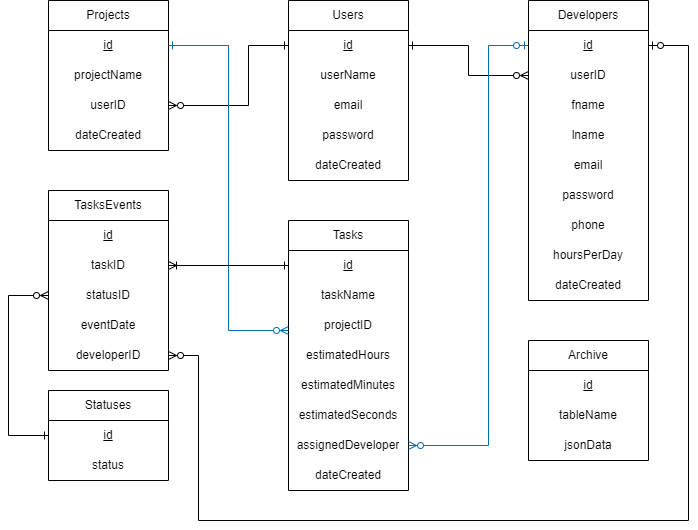 Projects
id
projectName
userID
dateCreated
Users
id
userName
email
password
dateCreated
Developers
id
userID
fname
lname
email
password
phone
hoursPerDay
dateCreated
TasksEvents
id
taskID
statusID
eventDate
developerID
Tasks
id
taskName
projectID
estimatedHours
estimatedMinutes
estimatedSeconds
assignedDeveloper
dateCreated
Archive
id
tableName
jsonData
Statuses
id
status